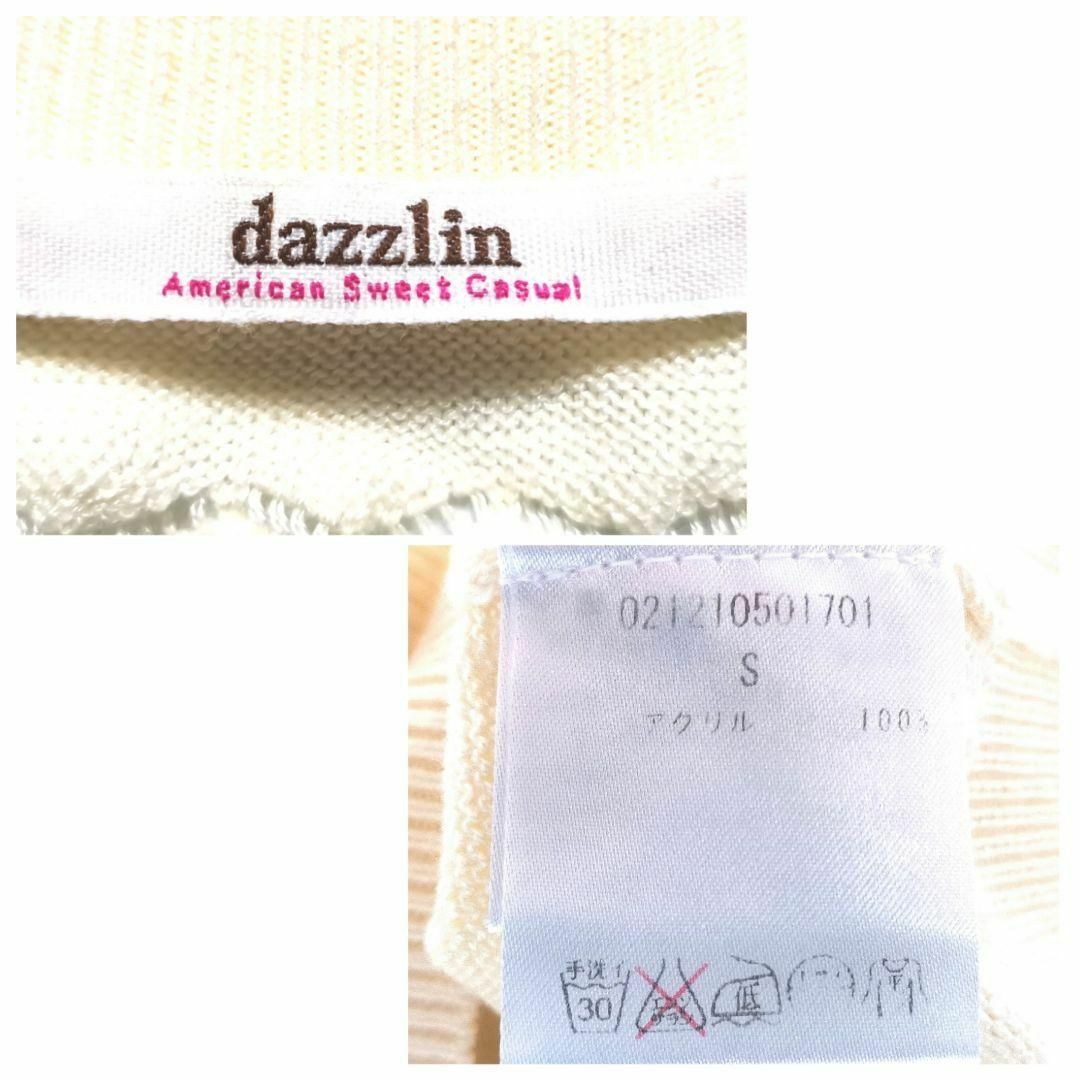 dazzlin
American Sweet Casual
021210501701
S
アクリル 100%
手洗イ
30
低